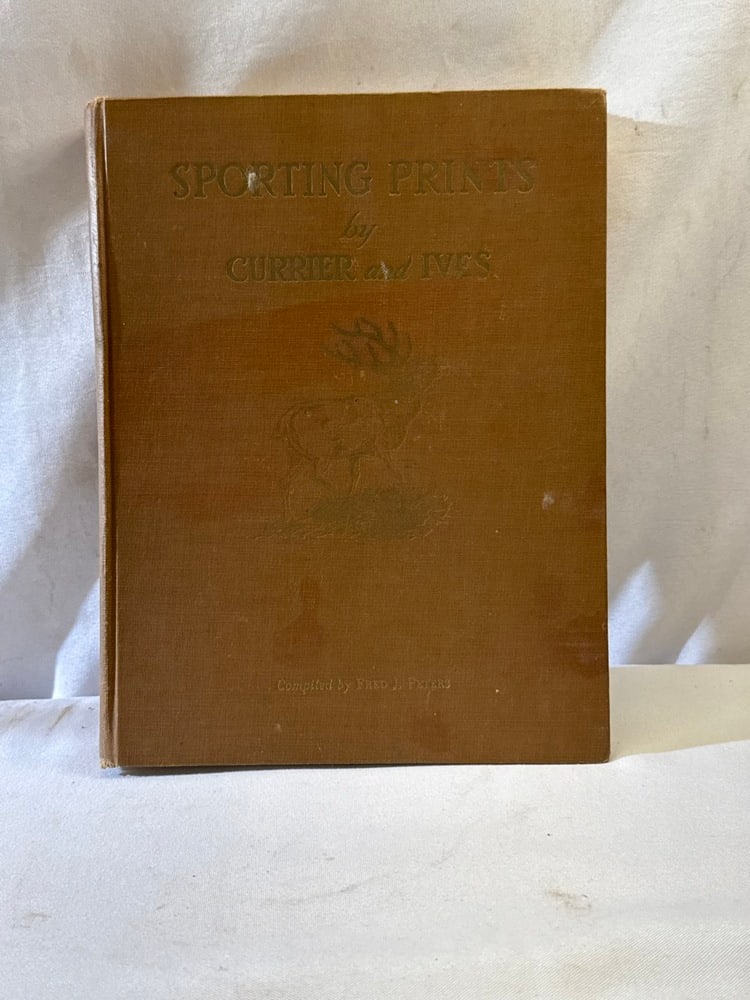 SPORTING PRINTS
by
CURRIER and IVES
Compiled by FRED J. PETERS